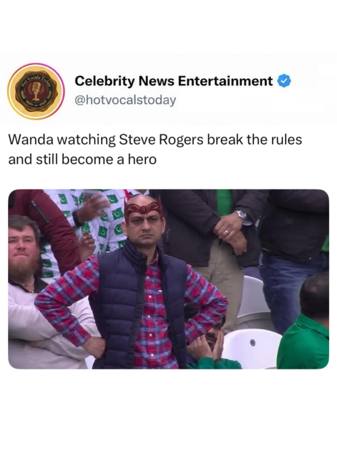 Celebrity News Entertainment
@hotvocalstoday
Wanda watching Steve Rogers break the rules
and still become a hero